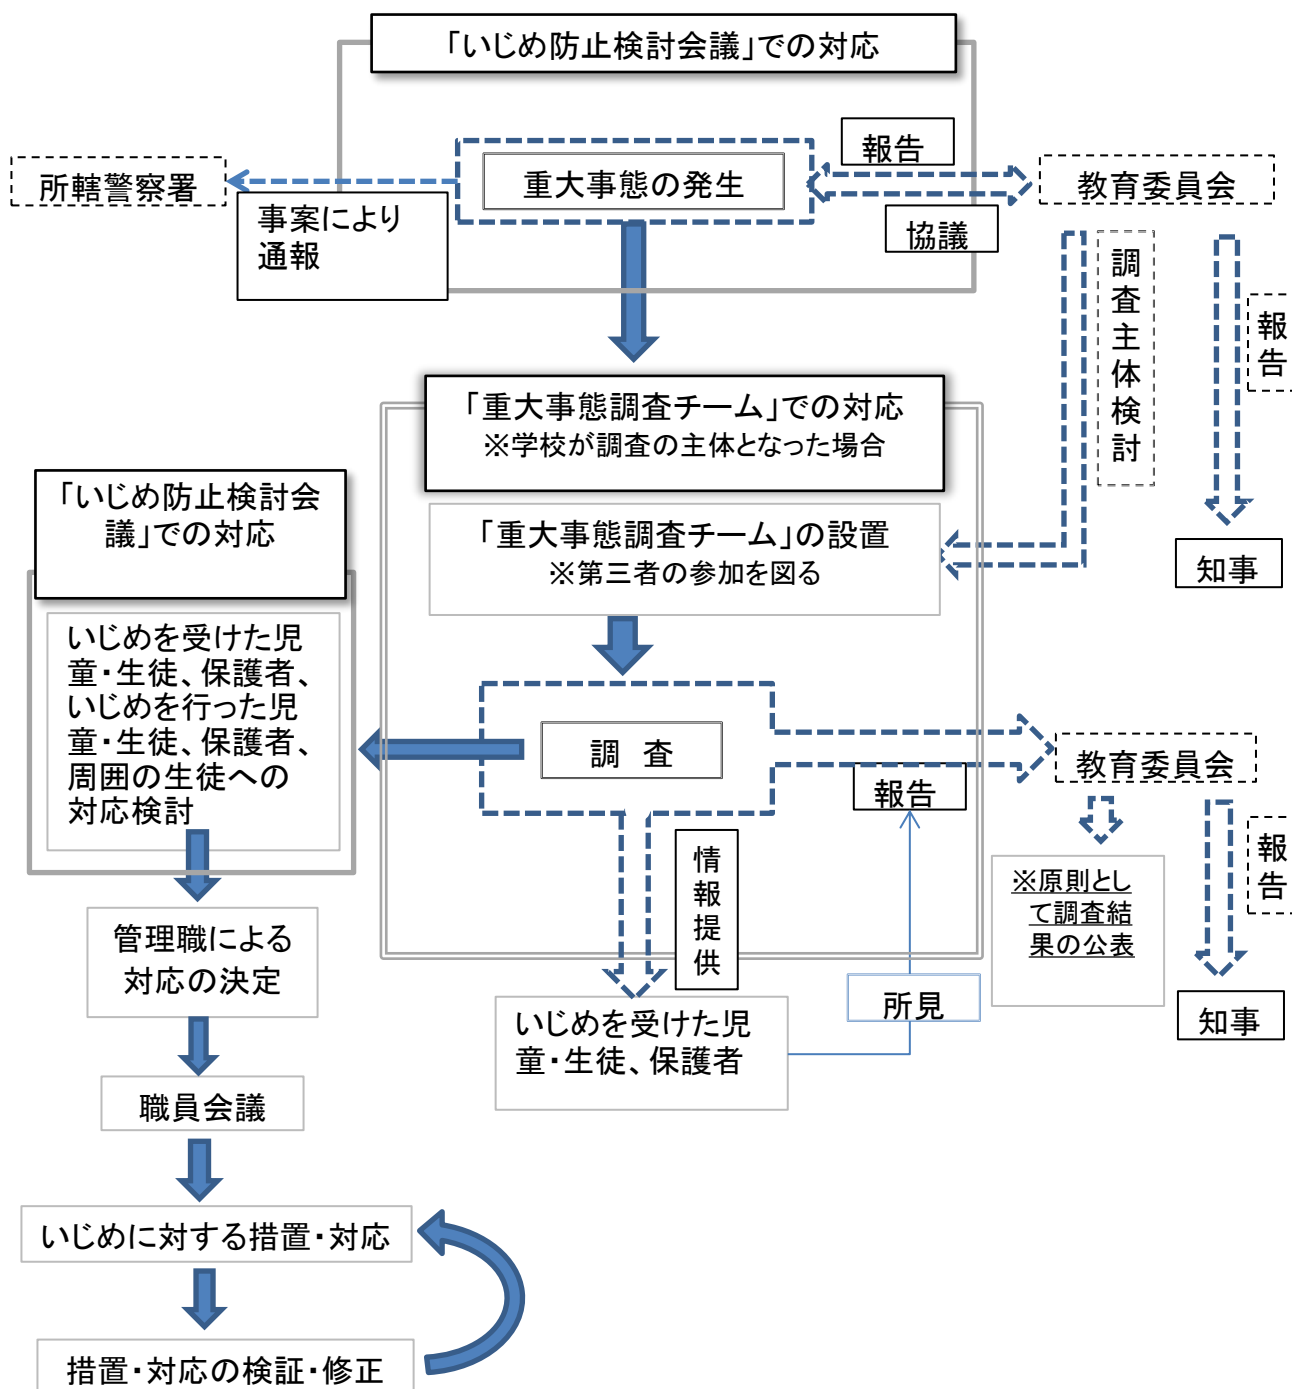 「いじめ防止検討会議」での対応
報告
所轄警察署
重大事態の発生
教育委員会
事案により
通報
協議
調査主体検討
報告
「重大事態調査チーム」での対応
※学校が調査の主体となった場合
「いじめ防止検討会
議」での対応
「重大事態調査チーム」の設置
※第三者の参加を図る
知事
いじめを受けた児
童・生徒、保護者、
いじめを行った児
童・生徒、保護者、
周囲の生徒への
対応検討
調　査
教育委員会
報告
情報提供
※原則とし
て調査結
果の公表
報告
管理職による
対応の決定
所見
知事
いじめを受けた児
童・生徒、保護者
職員会議
いじめに対する措置・対応
措置・対応の検証・修正